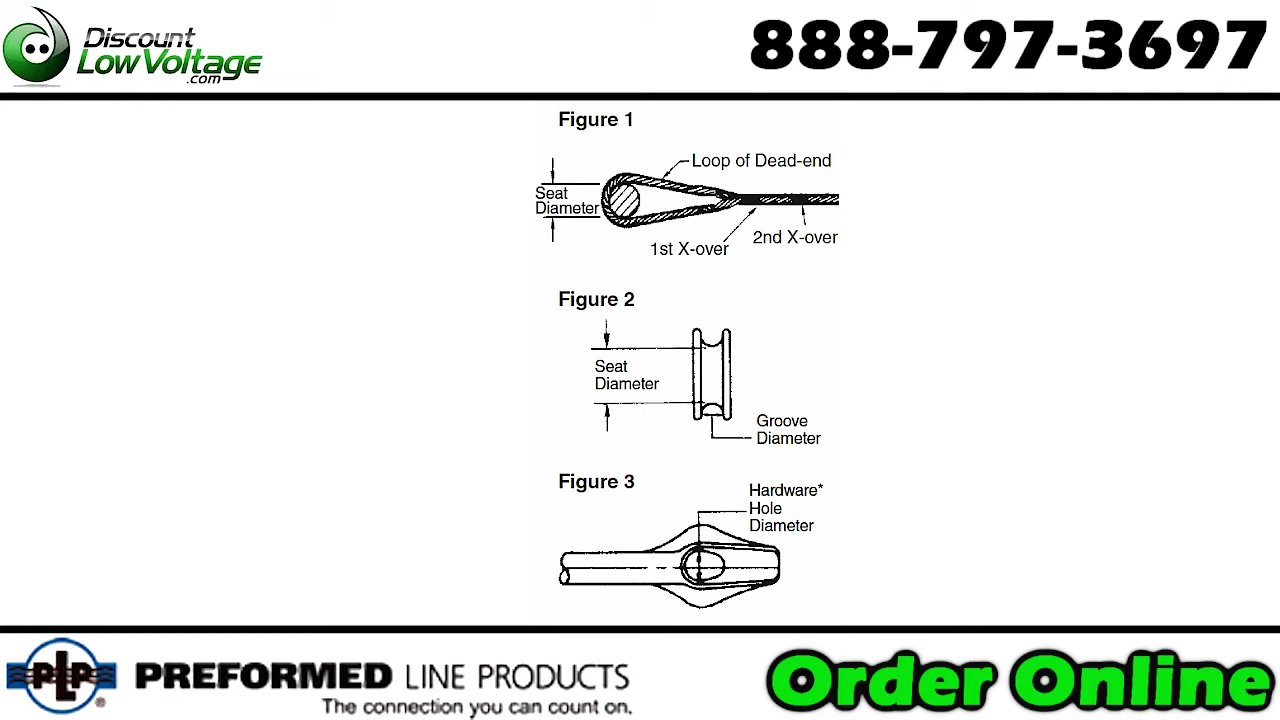 Discount
LowVoltage
.com
888-797-3697
Figure 1
Loop of Dead-end
Seat
Diameter
1st X-over
2nd X-over
Figure 2
Seat
Diameter
Groove
Diameter
Figure 3
Hardware*
Hole
Diameter
PLP
®
PREFORMED LINE PRODUCTS
The connection you can count on.
Order Online